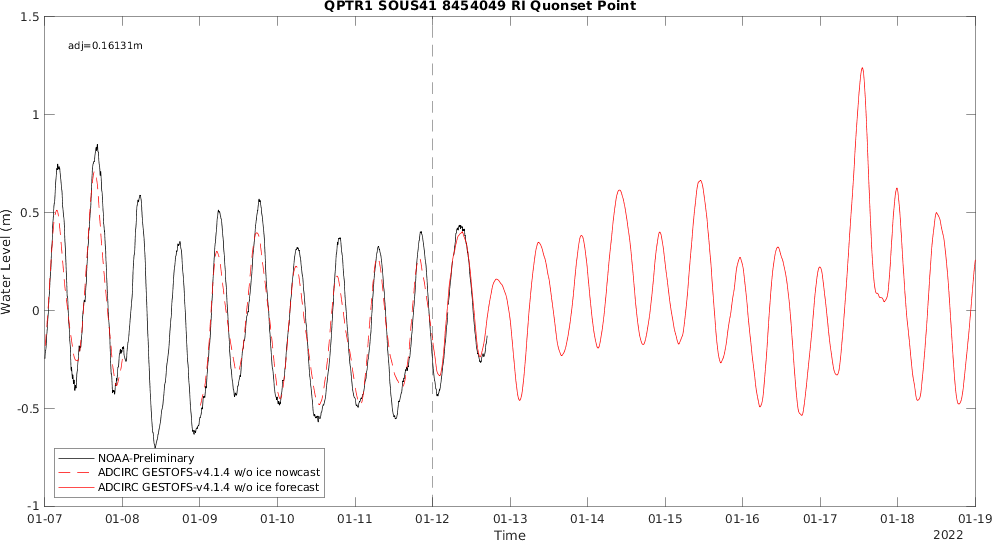 QPTR1 SOUS41 8454049 RI Quonset Point
adj=0.16131m
Water Level (m)
1.5
1
0.5
0
-0.5
-1
NOAA-Preliminary
ADCIRC GESTOFS-v4.1.4 w/o ice nowcast
ADCIRC GESTOFS-v4.1.4 w/o ice forecast
01-07 01-08 01-09 01-10 01-11 01-12 01-13 01-14 01-15 01-16 01-17 01-18 01-19
Time
2022